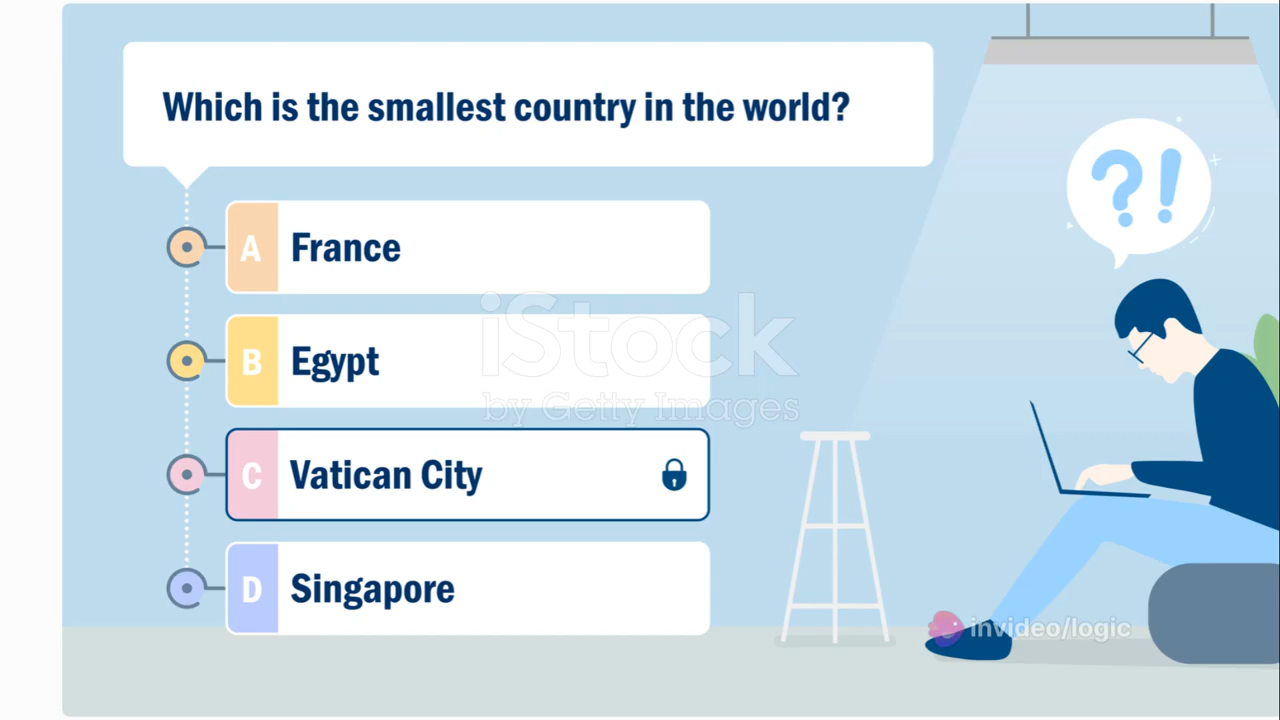 Which is the smallest country in the world?
?!
A France
B Egypt
iStock
by Getty Images
C Vatican City
D Singapore
invideo/logic